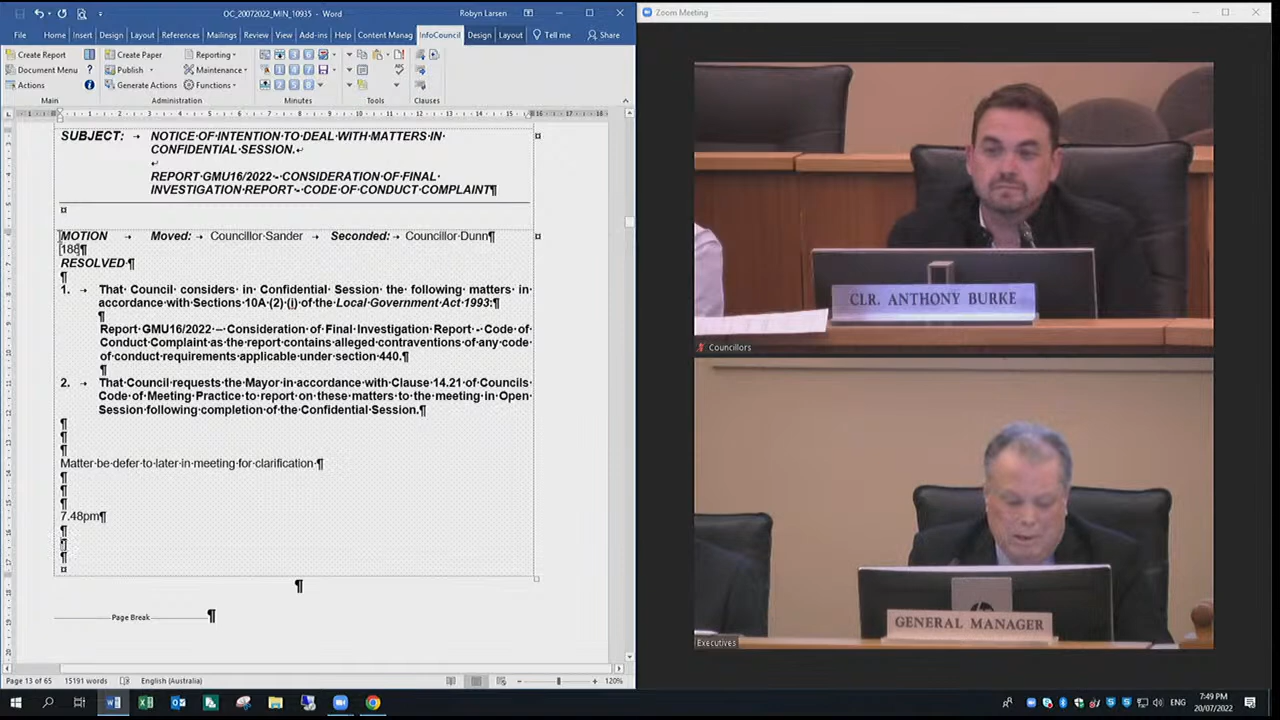 OC_20072022_MIN_10935 - Word
Robyn Larsen
Zoom Meeting
File Home Insert Design Layout References Mailings Review View Add-ins Help Content Manag InfoCouncil Design Layout Tell me Share
Create Report Create Paper Reporting
Document Menu ? Publish Maintenance
Actions Generate Actions Functions
Main Administration Minutes Tools Clauses
SUBJECT: NOTICE OF INTENTION TO DEAL WITH MATTERS IN
CONFIDENTIAL SESSION.
REPORT GMU16/2022 - CONSIDERATION OF FINAL
INVESTIGATION REPORT - CODE OF CONDUCT COMPLAINT¶
MOTION Moved: Councillor Sander Seconded: Councillor Dunn¶
RESOLVED ¶
1. That Council considers in Confidential Session the following matters in
accordance with Sections 10A (2) (i) of the Local Government Act 1993:¶
Report GMU16/2022 – Consideration of Final Investigation Report - Code of
Conduct Complaint as the report contains alleged contraventions of any code
of conduct requirements applicable under section 440.¶
2. That Council requests the Mayor in accordance with Clause 14.21 of Councils
Code of Meeting Practice to report on these matters to the meeting in Open
Session following completion of the Confidential Session.¶
Matter be defer to later in meeting for clarification ¶
7.48pm¶
Page Break
Page 13 of 65 15191 words English (Australia) 120%
CLR. ANTHONY BURKE
Councillors
GENERAL MANAGER
Executives
ENG
7:49 PM
20/07/2022